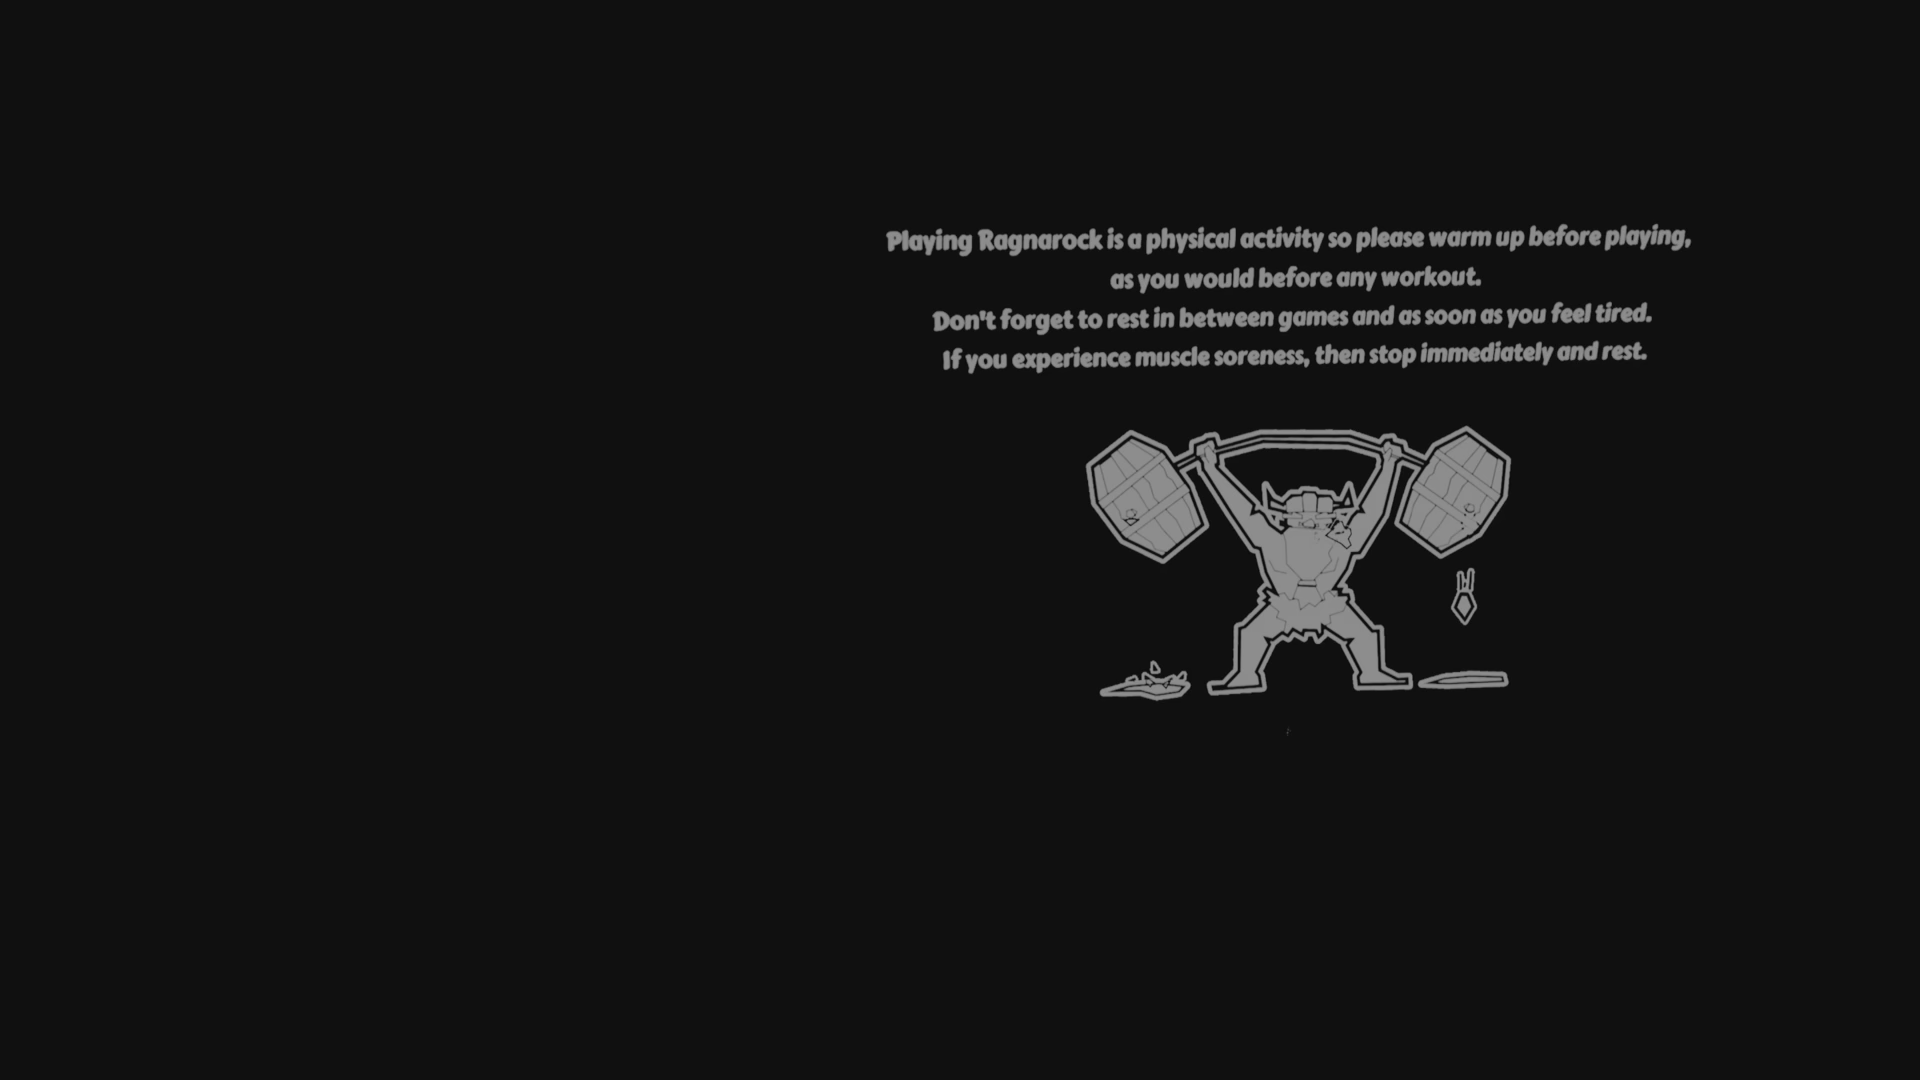 Playing Ragnarock is a physical activity so please warm up before playing,
as you would before any workout.
Don't forget to rest in between games and as soon as you feel tired.
If you experience muscle soreness, then stop immediately and rest.